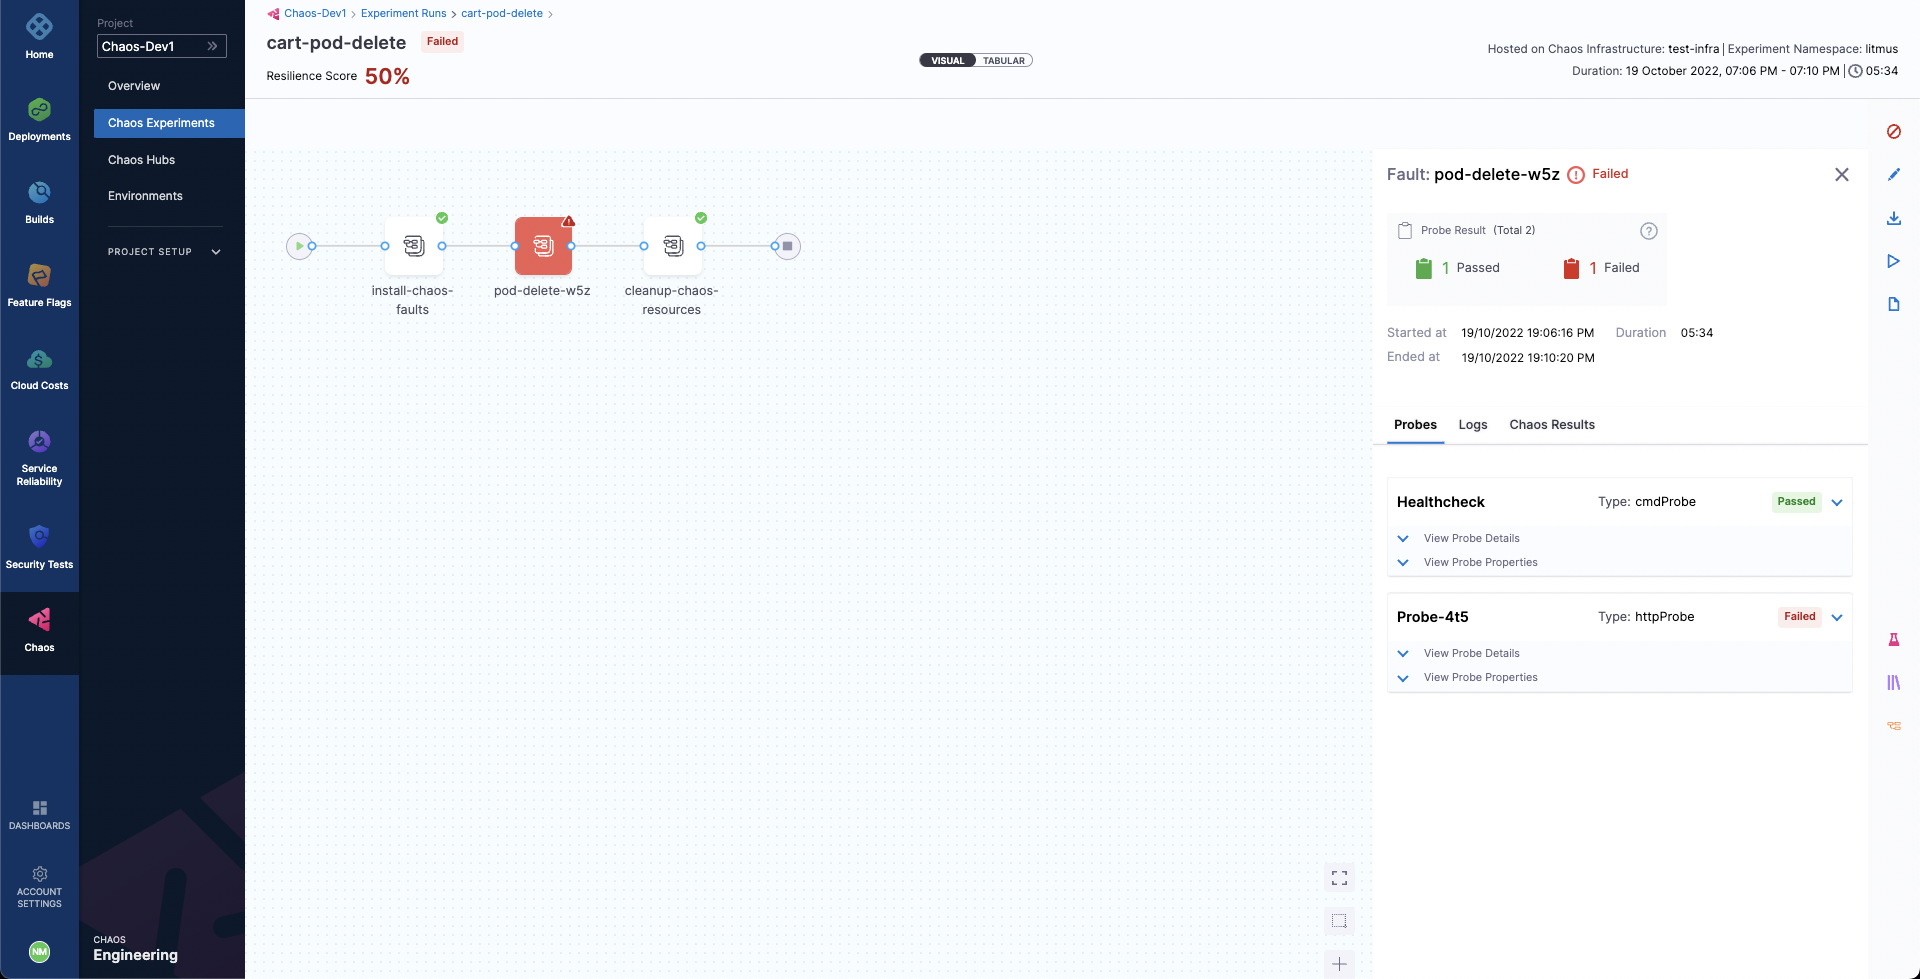 Home
Deployments
Builds
Feature Flags
Cloud Costs
Service
Reliability
Security Tests
Chaos
DASHBOARDS
ACCOUNT
SETTINGS
NM
Project
Chaos-Dev1
Overview
Chaos Experiments
Chaos Hubs
Environments
PROJECT SETUP
CHAOS
Engineering
Chaos-Dev1 > Experiment Runs > cart-pod-delete >
cart-pod-delete Failed
Resilience Score 50%
VISUAL TABULAR
Hosted on Chaos Infrastructure: test-infra | Experiment Namespace: litmus
Duration: 19 October 2022, 07:06 PM - 07:10 PM | 05:34
install-chaos-
faults
pod-delete-w5z
cleanup-chaos-
resources
Fault: pod-delete-w5z Failed
Probe Result (Total 2)
1 Passed 1 Failed
Started at 19/10/2022 19:06:16 PM Duration 05:34
Ended at 19/10/2022 19:10:20 PM
Probes Logs Chaos Results
Healthcheck Type: cmdProbe Passed
View Probe Details
View Probe Properties
Probe-4t5 Type: httpProbe Failed
View Probe Details
View Probe Properties